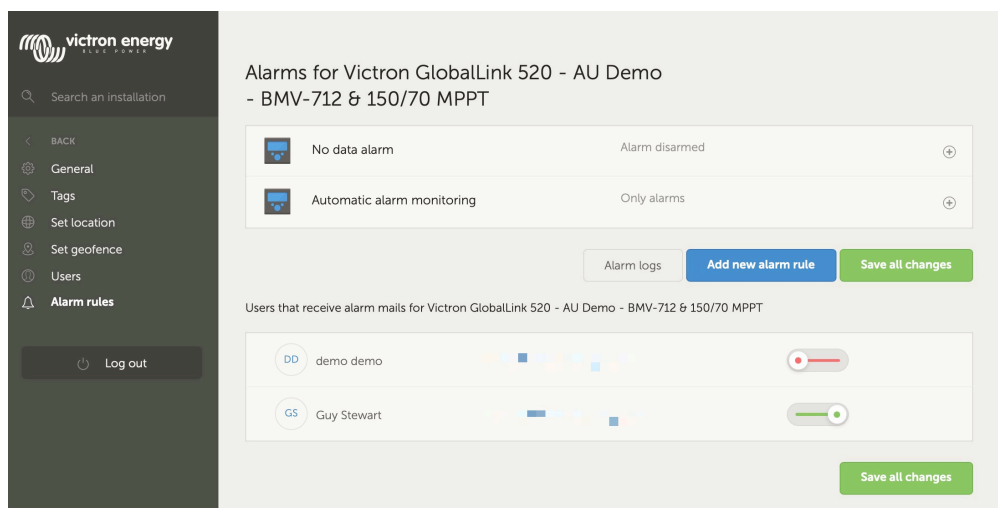 victron energy
BLUE POWER
Search an installation
BACK
General
Tags
Set location
Set geofence
Users
Alarm rules
Log out
Alarms for Victron GlobalLink 520 - AU Demo
- BMV-712 & 150/70 MPPT
No data alarm Alarm disarmed
Automatic alarm monitoring Only alarms
Alarm logs Add new alarm rule Save all changes
Users that receive alarm mails for Victron GlobalLink 520 - AU Demo - BMV-712 & 150/70 MPPT
DD demo demo
GS Guy Stewart
Save all changes